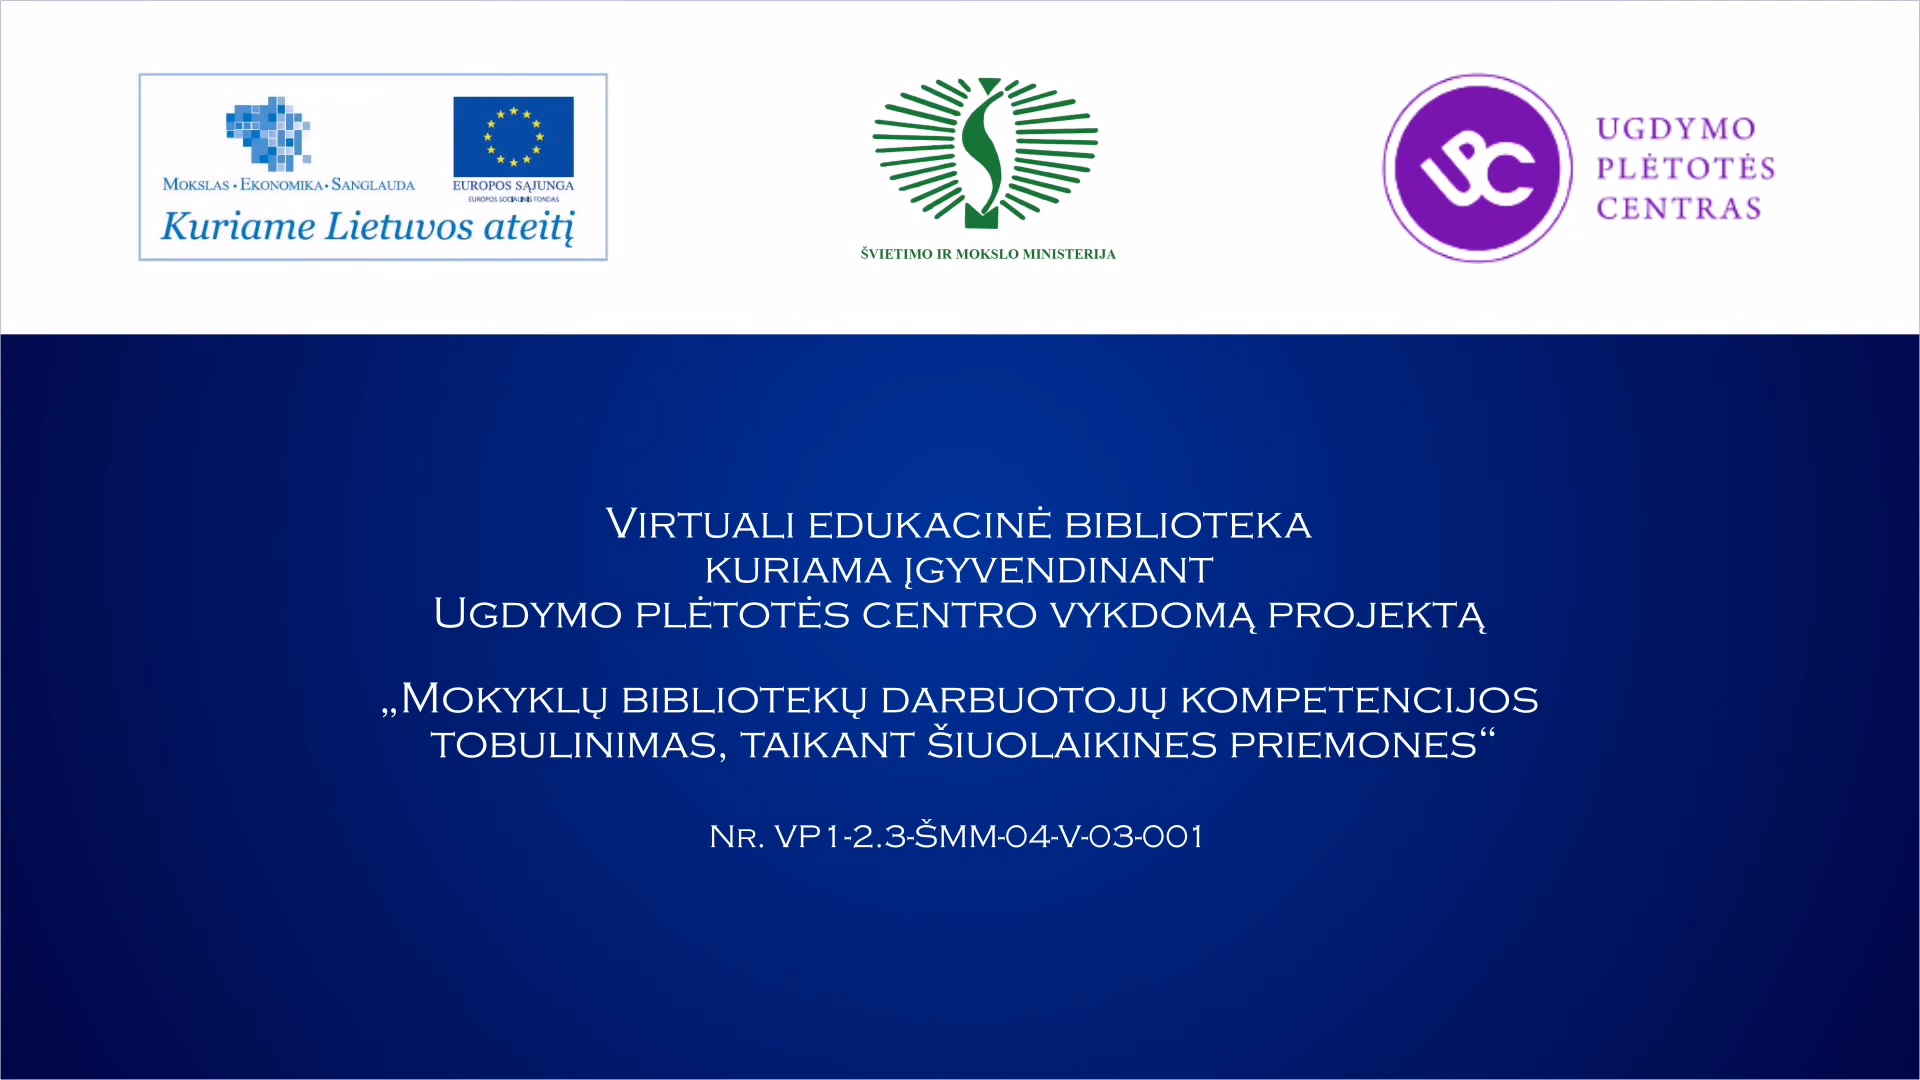 Mokslas • Ekonomika • Sanglauda
EUROPOS SĄJUNGA
EUROPOS SOCIALINIS FONDAS
Kuriame Lietuvos ateitį
ŠVIETIMO IR MOKSLO MINISTERIJA
UPC
UGDYMO
PLĖTOTĖS
CENTRAS
Virtuali edukacinė biblioteka
kuriama įgyvendinant
Ugdymo plėtotės centro vykdomą projektą
„Mokyklų bibliotekų darbuotojų kompetencijos
tobulinimas, taikant šiuolaikines priemones“
Nr. VP1-2.3-ŠMM-04-V-03-001